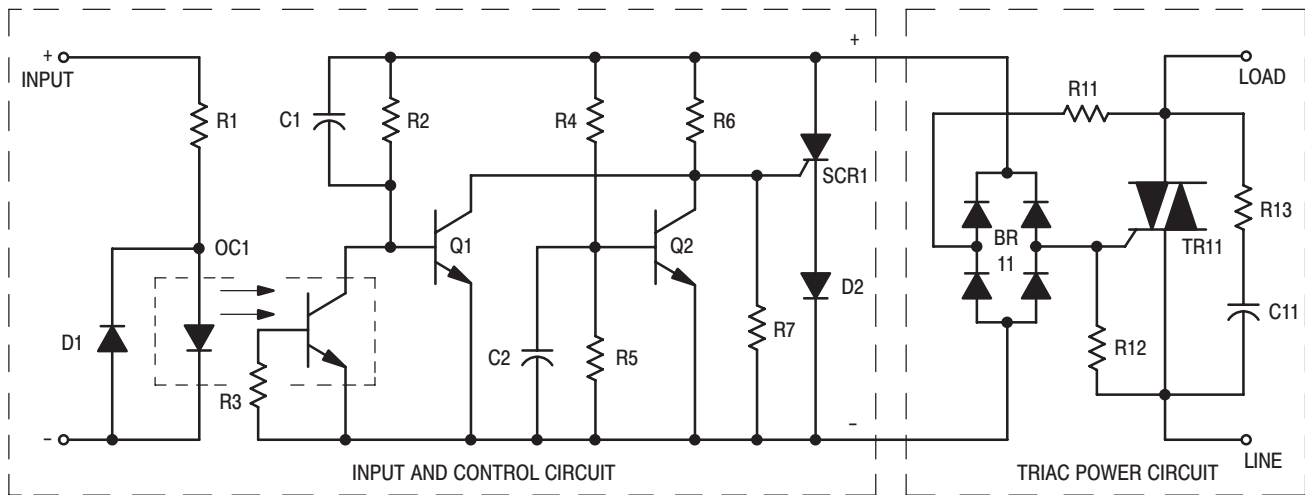 +
INPUT
R1
OC1
D1
R3
C1
R2
Q1
C2
R4
R5
Q2
R6
R7
SCR1
D2
+
–
–
INPUT AND CONTROL CIRCUIT
R11
BR
11
R12
TR11
R13
C11
LOAD
LINE
TRIAC POWER CIRCUIT